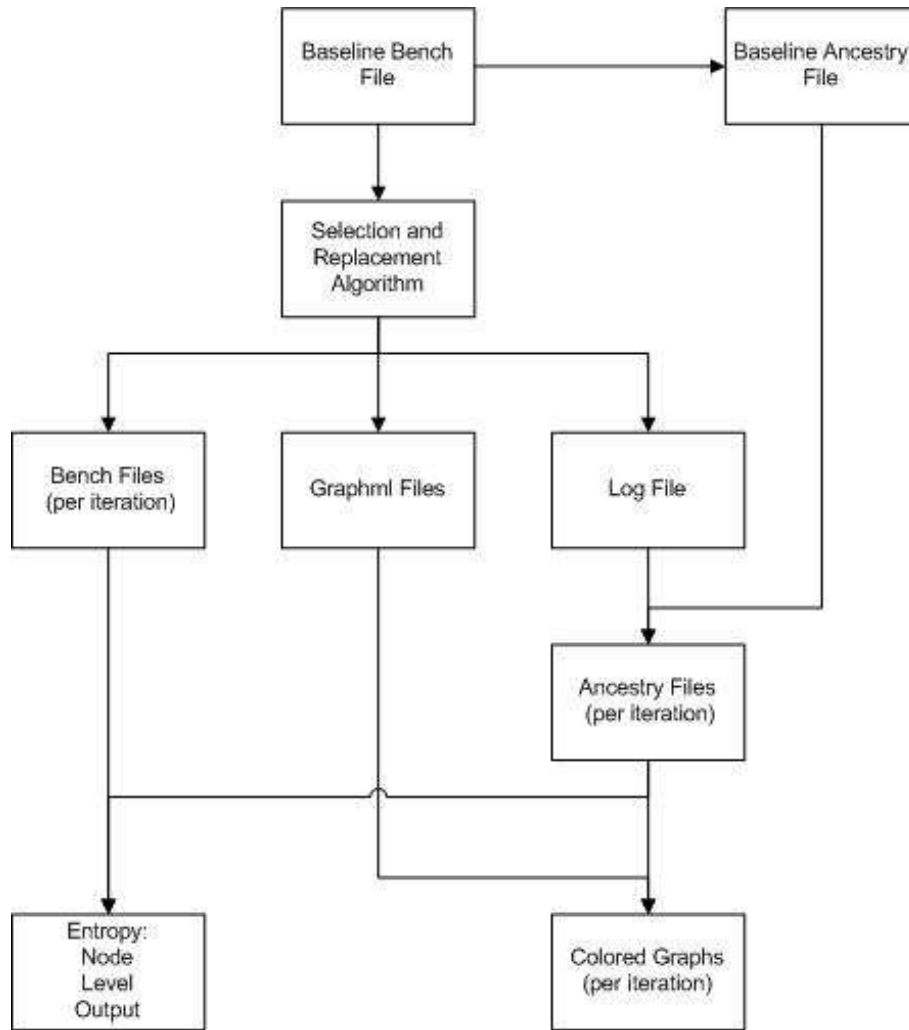 Baseline Bench
File
Baseline Ancestry
File
Selection and
Replacement
Algorithm
Bench Files
(per iteration)
Graphml Files
Log File
Ancestry Files
(per iteration)
Entropy:
Node
Level
Output
Colored Graphs
(per iteration)